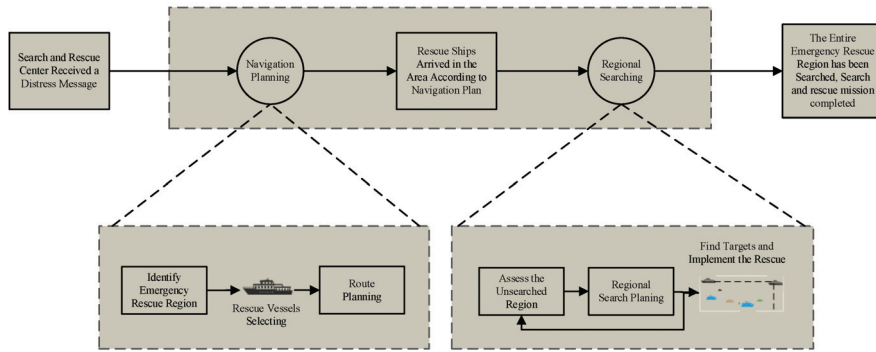 Search and Rescue
Center Received a
Distress Message
Navigation
Planning
Rescue Ships
Arrived in the
Area According to
Navigation Plan
Regional
Searching
The Entire
Emergency Rescue
Region has been
Searched, Search
and rescue mission
completed
Identify
Emergency
Rescue Region
Rescue Vessels
Selecting
Route
Planning
Assess the
Unsearched
Region
Regional
Search Planing
Find Targets and
Implement the Rescue